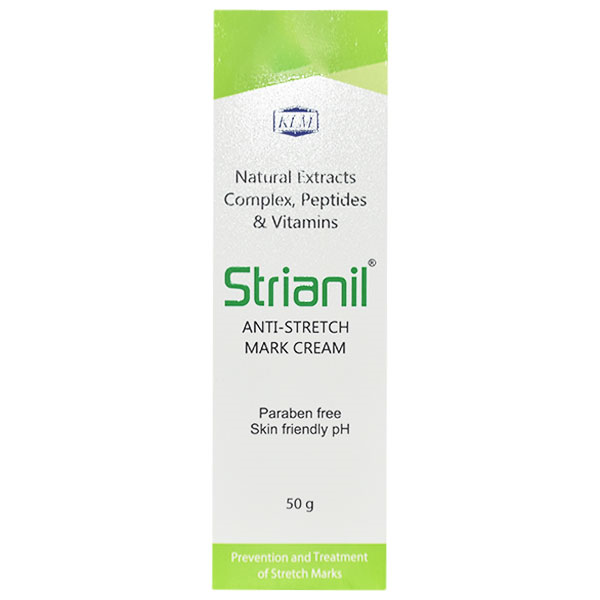 KLM
Natural Extracts
Complex, Peptides
& Vitamins
Strianil®
ANTI-STRETCH
MARK CREAM
Paraben free
Skin friendly pH
50 g
Prevention and Treatment
of Stretch Marks